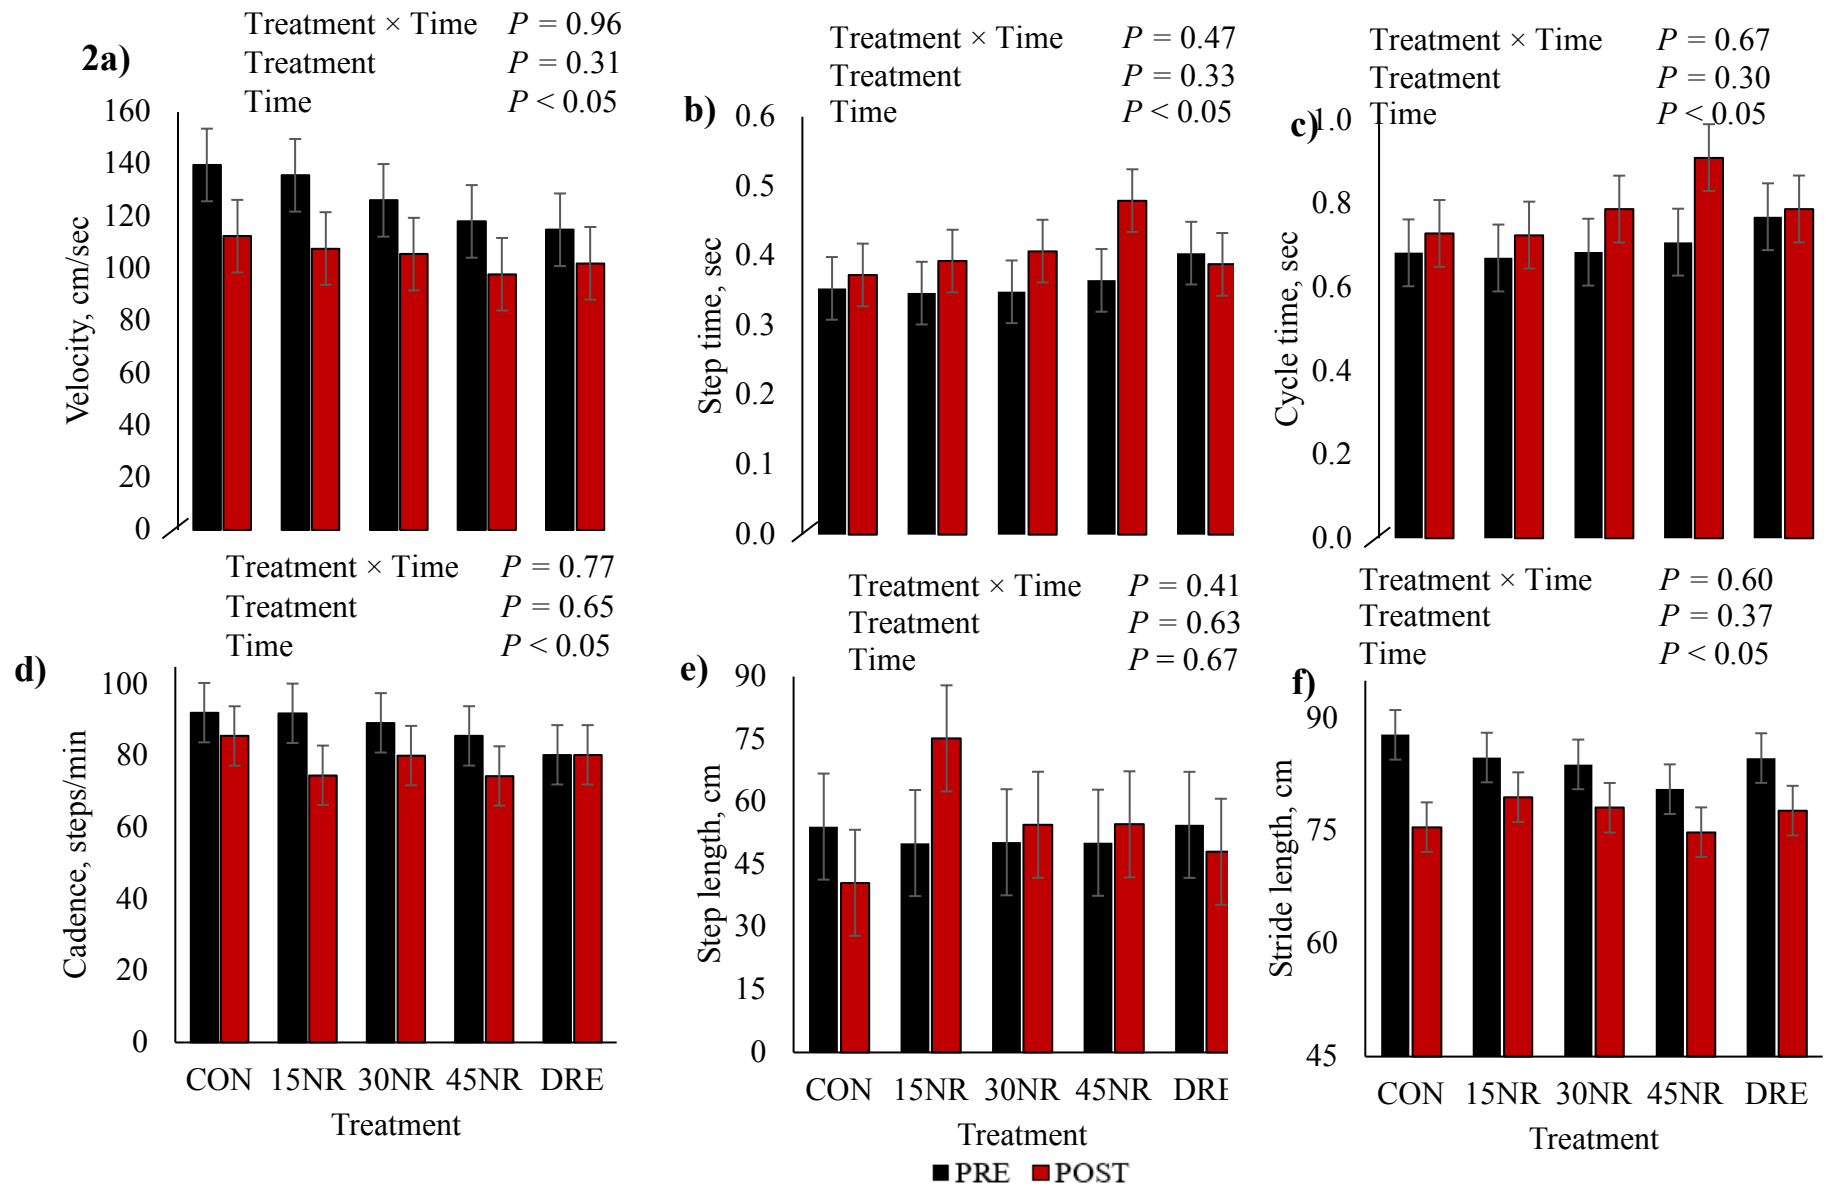 2a)
Treatment × Time P = 0.96
Treatment P = 0.31
Time P < 0.05
160
140
120
100
80
60
40
20
0
Velocity, cm/sec
b)
Treatment × Time P = 0.47
Treatment P = 0.33
Time P < 0.05
0.6
0.5
0.4
0.3
0.2
0.1
0.0
Step time, sec
c)
Treatment × Time P = 0.67
Treatment P = 0.30
Time P < 0.05
1.0
0.8
0.6
0.4
0.2
0.0
Cycle time, sec
d)
Treatment × Time P = 0.77
Treatment P = 0.65
Time P < 0.05
100
80
60
40
20
0
Cadence, steps/min
CON 15NR 30NR 45NR DRE
Treatment
e)
Treatment × Time P = 0.41
Treatment P = 0.63
Time P = 0.67
90
75
60
45
30
15
0
Step length, cm
CON 15NR 30NR 45NR DRE
Treatment
f)
Treatment × Time P = 0.60
Treatment P = 0.37
Time P < 0.05
90
75
60
45
Stride length, cm
CON 15NR 30NR 45NR DRE
Treatment
PRE POST